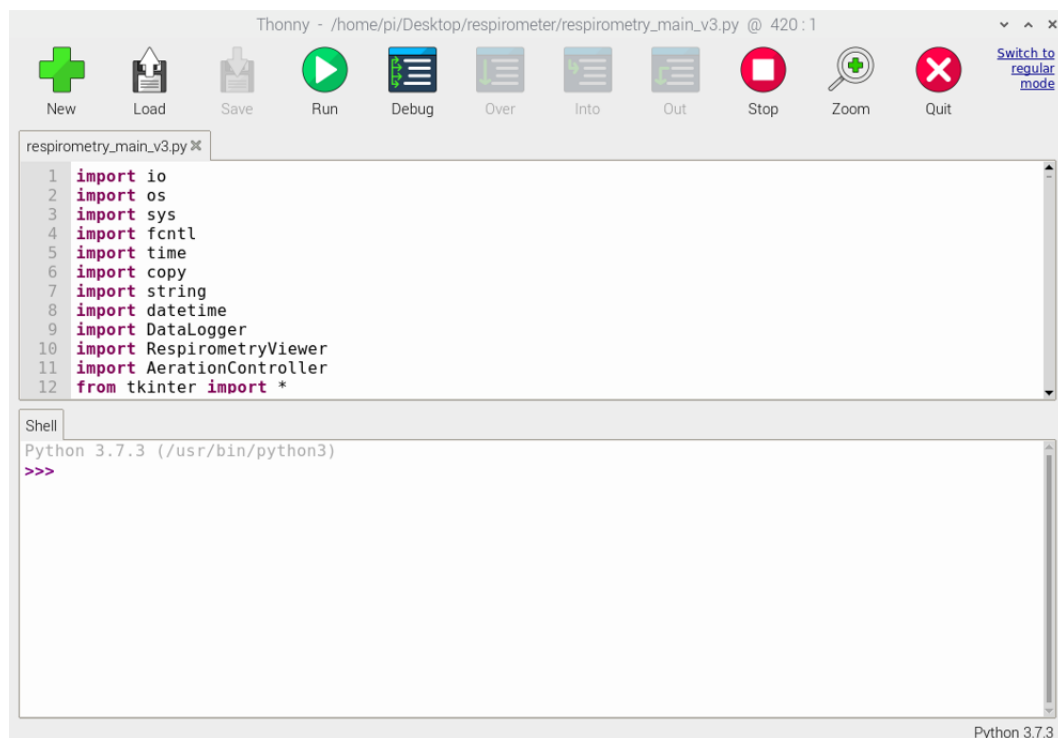 Thonny - /home/pi/Desktop/respirometer/respirometry_main_v3.py @ 420 : 1
New Load Save Run Debug Over Into Out Stop Zoom Quit
Switch to
regular
mode
respirometry_main_v3.py
1 import io
2 import os
3 import sys
4 import fcntl
5 import time
6 import copy
7 import string
8 import datetime
9 import DataLogger
10 import RespirometryViewer
11 import AerationController
12 from tkinter import *
Shell
Python 3.7.3 (/usr/bin/python3)
>>>
Python 3.7.3